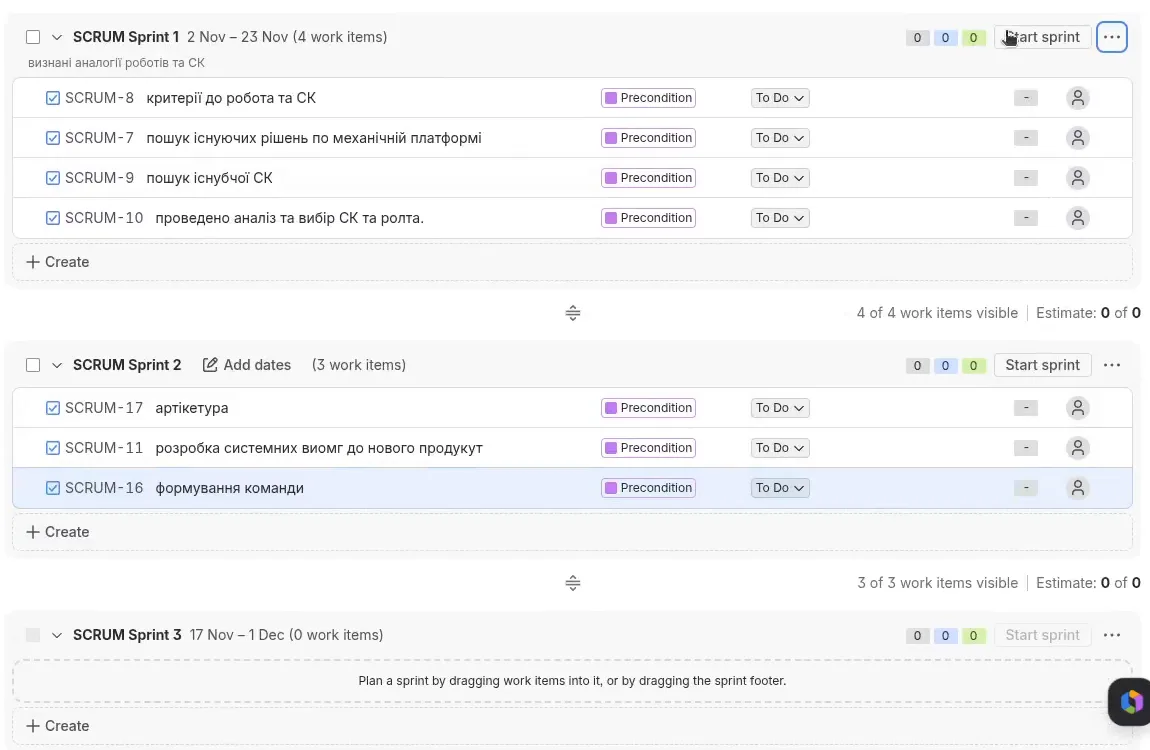 SCRUM Sprint 1 2 Nov – 23 Nov (4 work items) 0 0 0 Start sprint ...
визнані аналогії роботів та СК
SCRUM-8 критерії до робота та СК Precondition To Do -
SCRUM-7 пошук існуючих рішень по механічній платформі Precondition To Do -
SCRUM-9 пошук існубчої СК Precondition To Do -
SCRUM-10 проведено аналіз та вибір СК та ролта. Precondition To Do -
+ Create
4 of 4 work items visible | Estimate: 0 of 0
SCRUM Sprint 2 Add dates (3 work items) 0 0 0 Start sprint ...
SCRUM-17 артікетура Precondition To Do -
SCRUM-11 розробка системних виомг до нового продукут Precondition To Do -
SCRUM-16 формування команди Precondition To Do -
+ Create
3 of 3 work items visible | Estimate: 0 of 0
SCRUM Sprint 3 17 Nov – 1 Dec (0 work items) 0 0 0 Start sprint ...
Plan a sprint by dragging work items into it, or by dragging the sprint footer.
+ Create